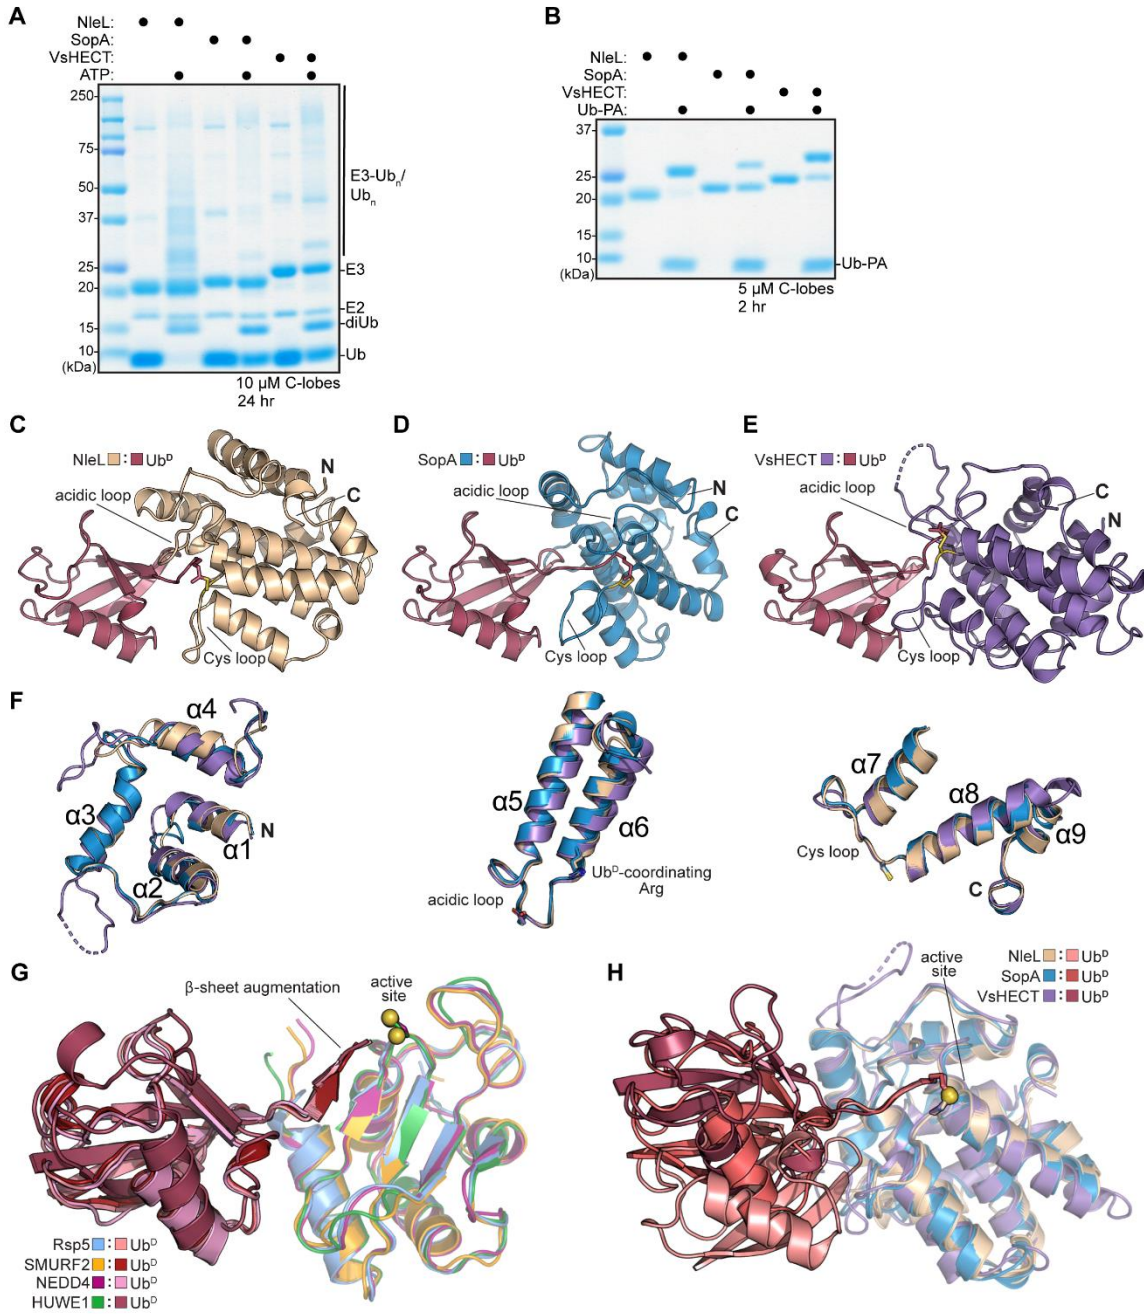 A
NleL:
SopA:
VsHECT:
ATP:
250
75
50
37
25
20
15
10
(kDa)
E3-Ubn/
Ubn
E3
E2
diUb
Ub
10 µM C-lobes
24 hr
B
NleL:
SopA:
VsHECT:
Ub-PA:
37
25
20
15
10
(kDa)
Ub-PA
5 µM C-lobes
2 hr
C
NleL : Ubᴰ
acidic loop
N
C
Cys loop
D
SopA : Ubᴰ
acidic loop
N
C
Cys loop
E
VsHECT : Ubᴰ
acidic loop
C
N
Cys loop
F
α4
α3
α1
N
α2
α5
α6
acidic loop
Ubᴰ-coordinating
Arg
α7
α8
α9
Cys loop
C
G
β-sheet augmentation
active
site
Rsp5 : Ubᴰ
SMURF2 : Ubᴰ
NEDD4 : Ubᴰ
HUWE1 : Ubᴰ
H
active
site
NleL : Ubᴰ
SopA : Ubᴰ
VsHECT : Ubᴰ